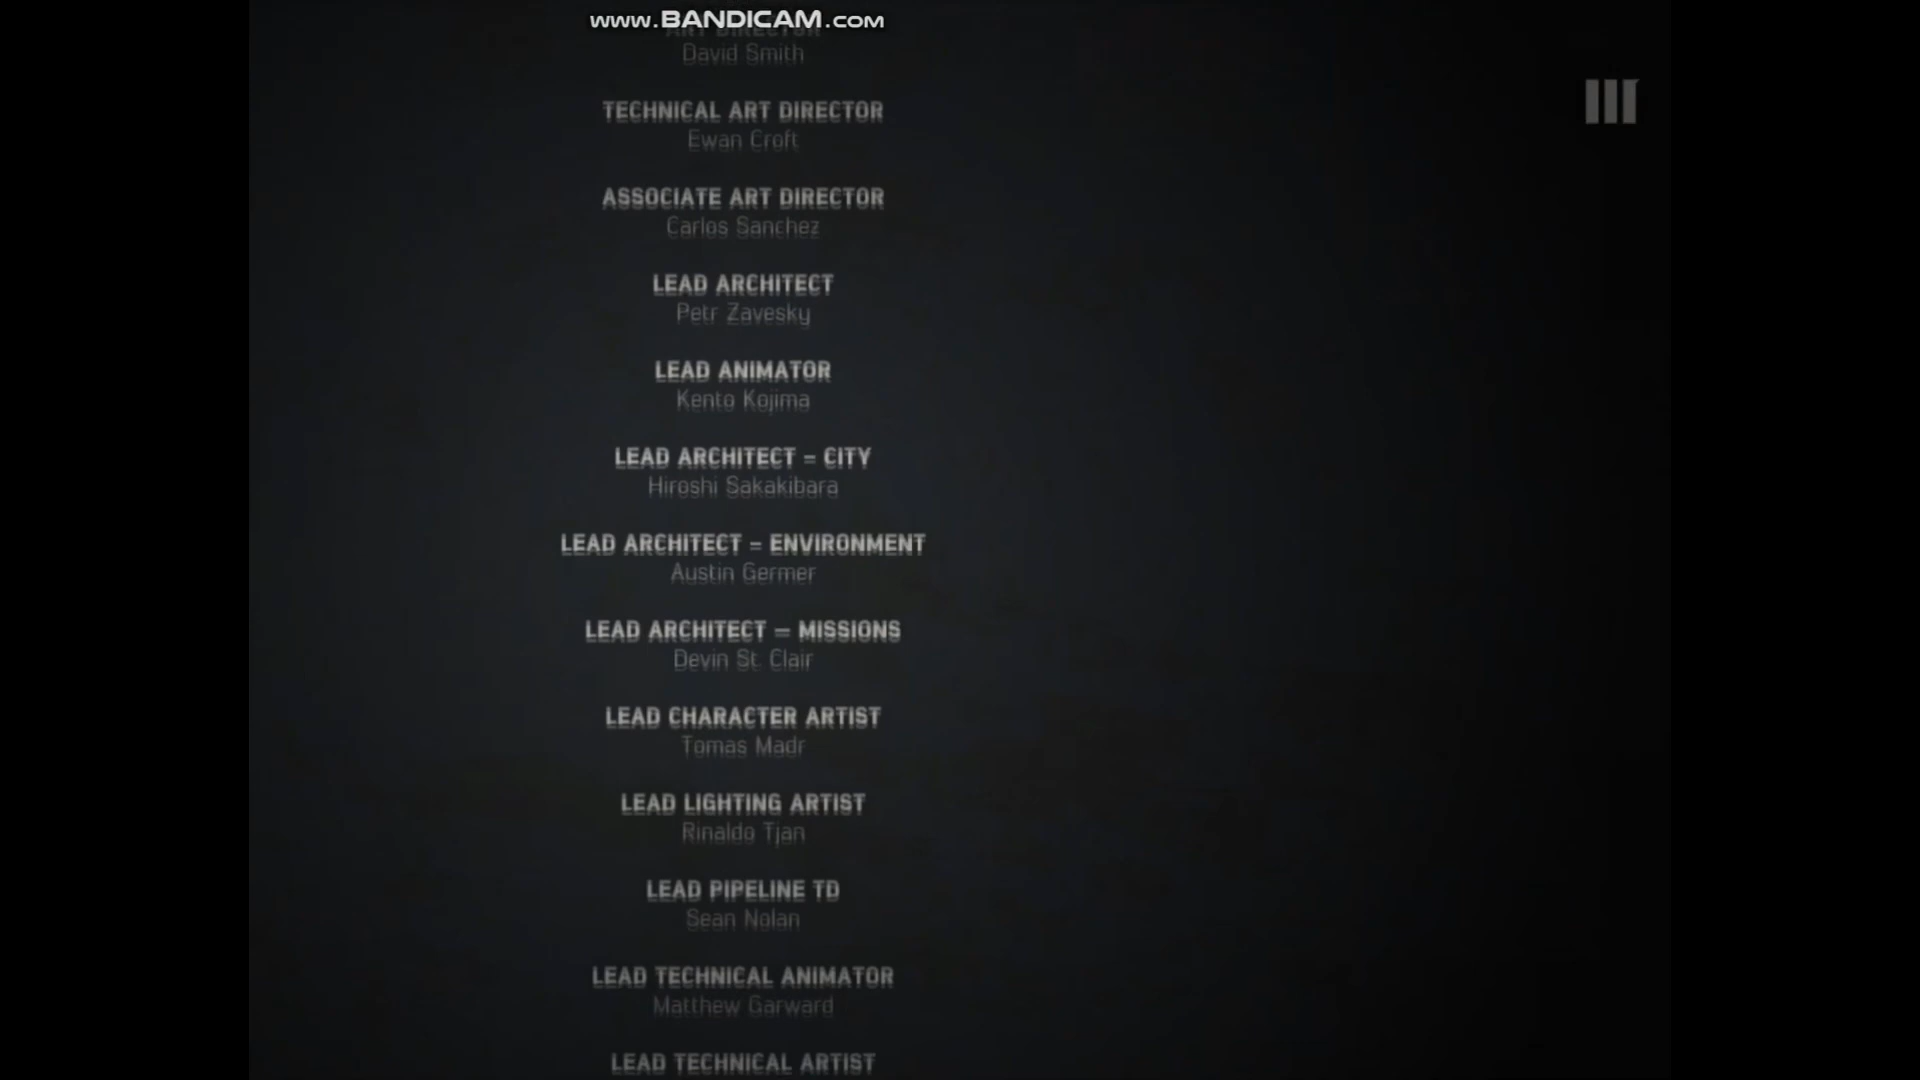 www.BANDICAM.COM
ART DIRECTOR
David Smith
TECHNICAL ART DIRECTOR
Ewan Croft
ASSOCIATE ART DIRECTOR
Carlos Sanchez
LEAD ARCHITECT
Petr Zavesky
LEAD ANIMATOR
Kento Kojima
LEAD ARCHITECT – CITY
Hiroshi Sakakibara
LEAD ARCHITECT – ENVIRONMENT
Austin Germer
LEAD ARCHITECT – MISSIONS
Devin St. Clair
LEAD CHARACTER ARTIST
Tomas Madr
LEAD LIGHTING ARTIST
Rinaldo Tjan
LEAD PIPELINE TD
Sean Nolan
LEAD TECHNICAL ANIMATOR
Matthew Garward
LEAD TECHNICAL ARTIST